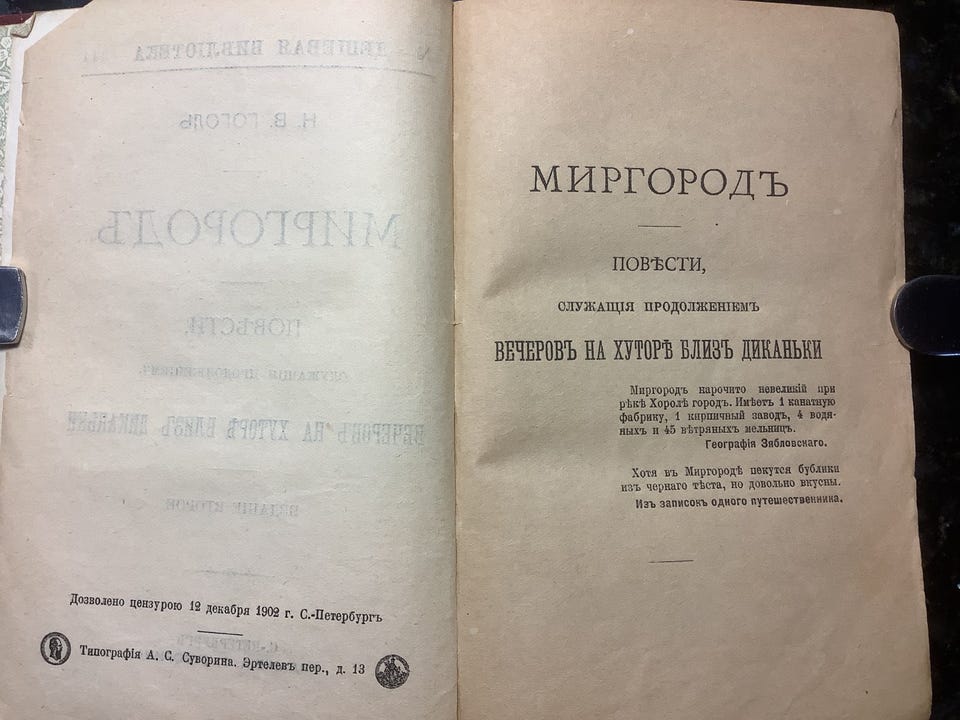 Дозволено цензурою 12 декабря 1902 г. С.-Петербургъ
Типографія А. С. Суворина. Эртелевъ пер., д. 13
МИРГОРОДЪ
ПОВѢСТИ,
СЛУЖАЩІЯ ПРОДОЛЖЕНІЕМЪ
ВЕЧЕРОВЪ НА ХУТОРѢ БЛИЗЪ ДИКАНЬКИ
Миргородъ нарочито невеликій при
рѣкѣ Хоролѣ городъ. Имѣетъ 1 канатную
фабрику, 1 кирпичный заводъ, 4 водя-
ныхъ и 45 вѣтряныхъ мельницъ.
Географія Зябловскаго.
Хотя въ Миргородѣ пекутся бублики
изъ чернаго тѣста, но довольно вкусны.
Изъ записокъ одного путешественника.